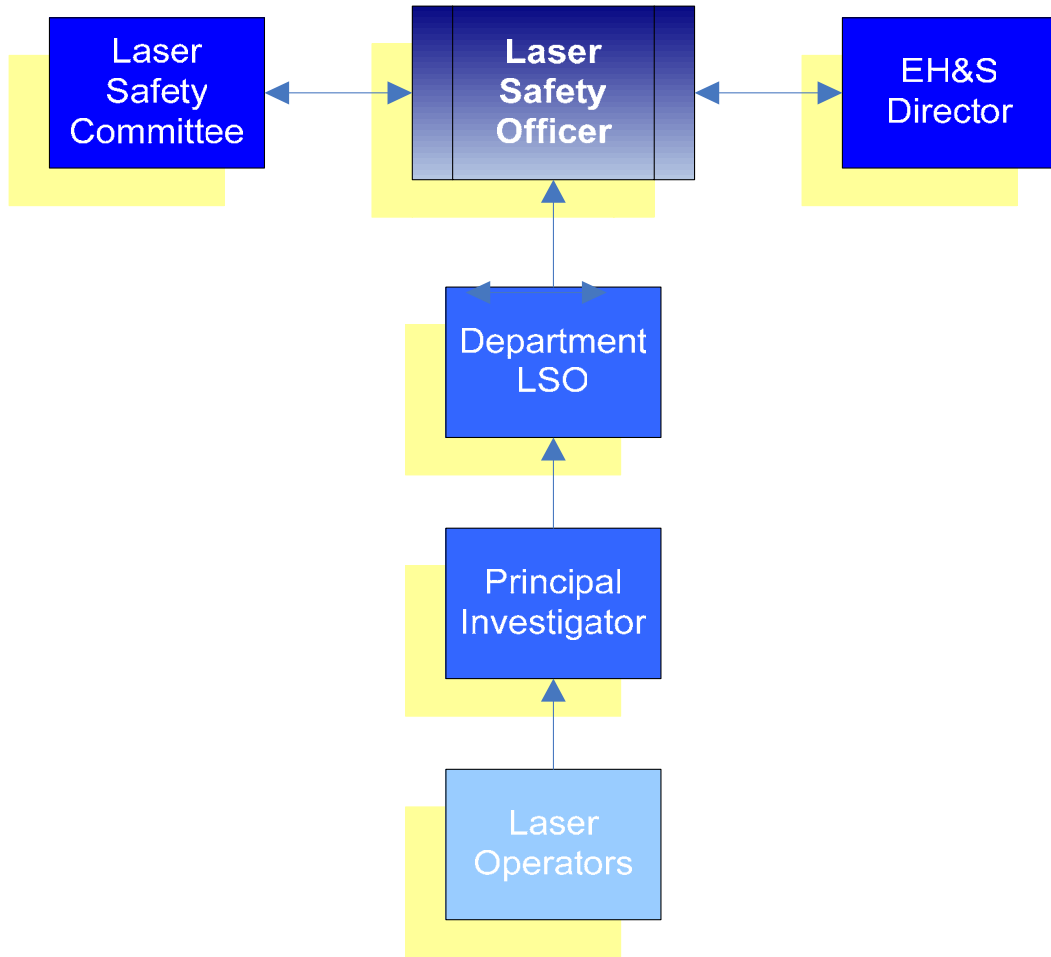 Laser
Safety
Committee
Laser
Safety
Officer
EH&S
Director
Department
LSO
Principal
Investigator
Laser
Operators